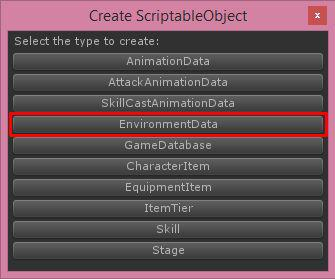 Create ScriptableObject
x
Select the type to create:
AnimationData
AttackAnimationData
SkillCastAnimationData
EnvironmentData
GameDatabase
CharacterItem
EquipmentItem
ItemTier
Skill
Stage